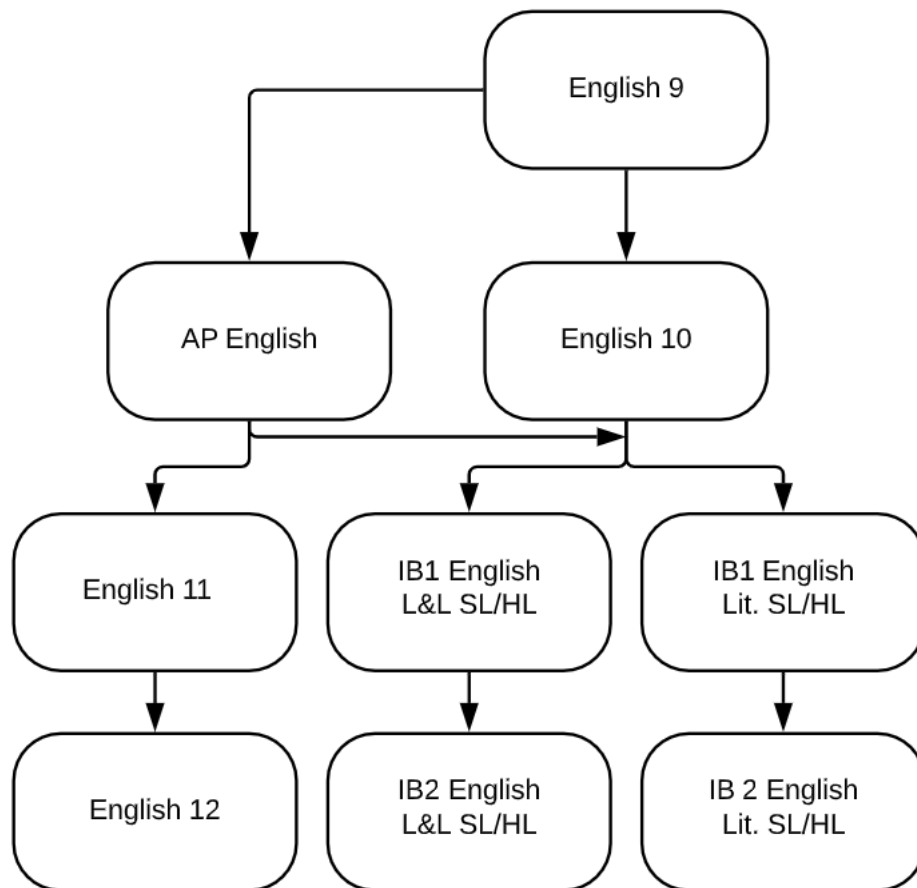 English 9
AP English
English 10
English 11
IB1 English
L&L SL/HL
IB1 English
Lit. SL/HL
English 12
IB2 English
L&L SL/HL
IB 2 English
Lit. SL/HL